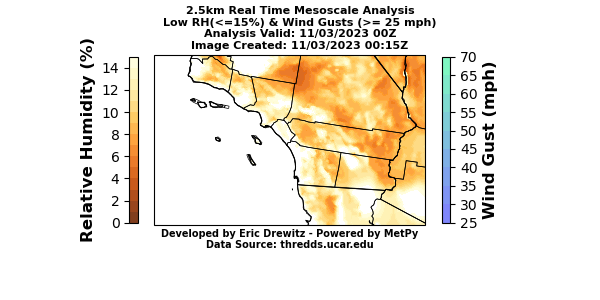 2.5km Real Time Mesoscale Analysis
Low RH(<=15%) & Wind Gusts (>= 25 mph)
Analysis Valid: 11/03/2023 00Z
Image Created: 11/03/2023 00:15Z
Relative Humidity (%)
14
12
10
8
6
4
2
0
70
65
60
55
50
45
40
35
30
25
Wind Gust (mph)
Developed by Eric Drewitz - Powered by MetPy
Data Source: thredds.ucar.edu